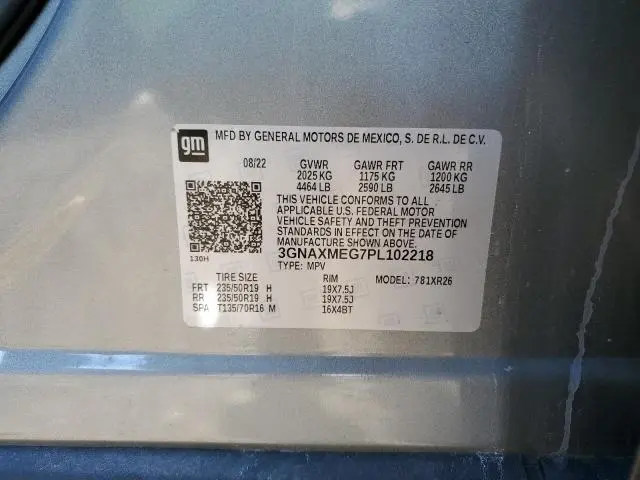 gm
MFD BY GENERAL MOTORS DE MEXICO, S. DE R.L. DE C.V.
08/22 GVWR GAWR FRT GAWR RR
2025 KG 1175 KG 1200 KG
4464 LB 2590 LB 2645 LB
THIS VEHICLE CONFORMS TO ALL
APPLICABLE U.S. FEDERAL MOTOR
VEHICLE SAFETY AND THEFT PREVENTION
STANDARDS IN EFFECT ON THE DATE OF
MANUFACTURE SHOWN ABOVE.
130H
3GNAXMEG7PL102218
TYPE: MPV
TIRE SIZE RIM MODEL: 781XR26
FRT 235/50R19 H 19X7.5J
RR 235/50R19 H 19X7.5J
SPA T135/70R16 M 16X4BT